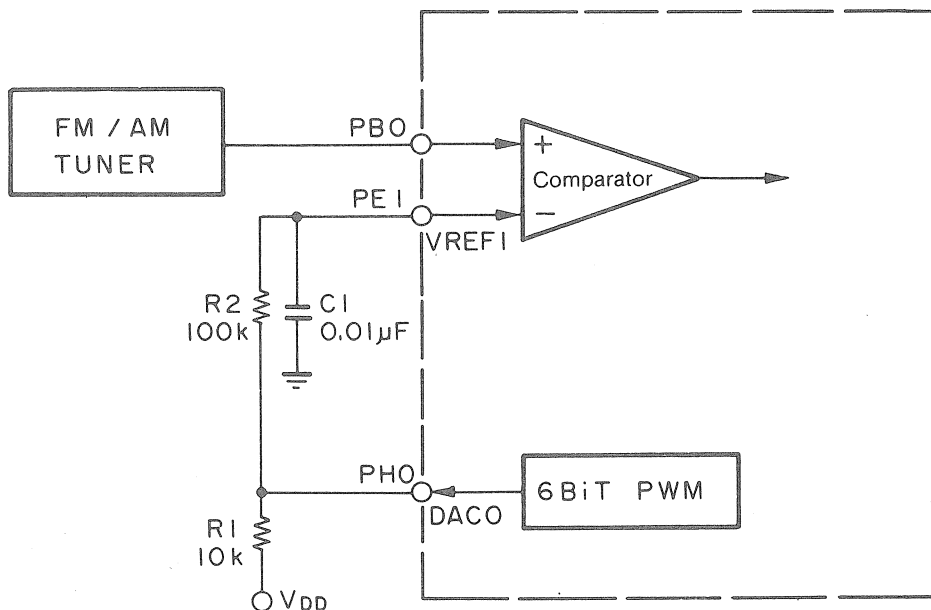 FM / AM
TUNER
PB0
+
Comparator
PE1
−
VREF1
R2
100k
C1
0.01µF
PH0
6BiT PWM
DAC0
R1
10k
VDD